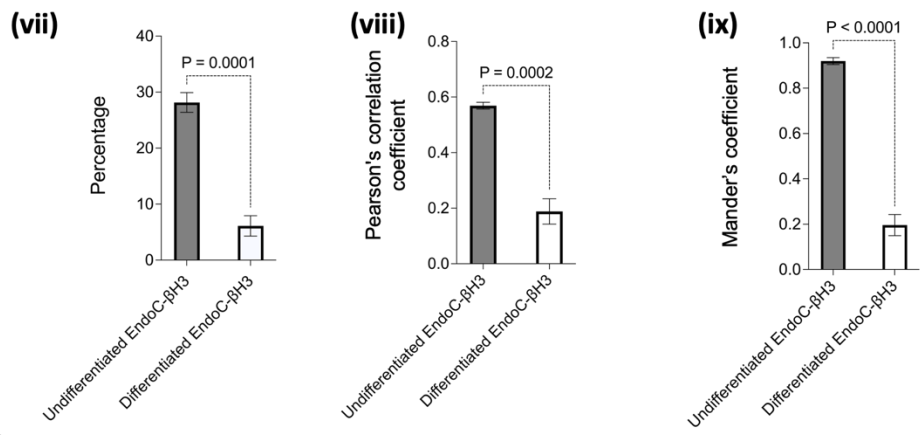 (vii)
40
30
20
10
0
Percentage
P = 0.0001
Undifferentiated EndoC-βH3
Differentiated EndoC-βH3
(viii)
0.8
0.6
0.4
0.2
0.0
Pearson's correlation
coefficient
P = 0.0002
Undifferentiated EndoC-βH3
Differentiated EndoC-βH3
(ix)
1.0
0.8
0.6
0.4
0.2
0.0
Mander's coefficient
P < 0.0001
Undifferentiated EndoC-βH3
Differentiated EndoC-βH3